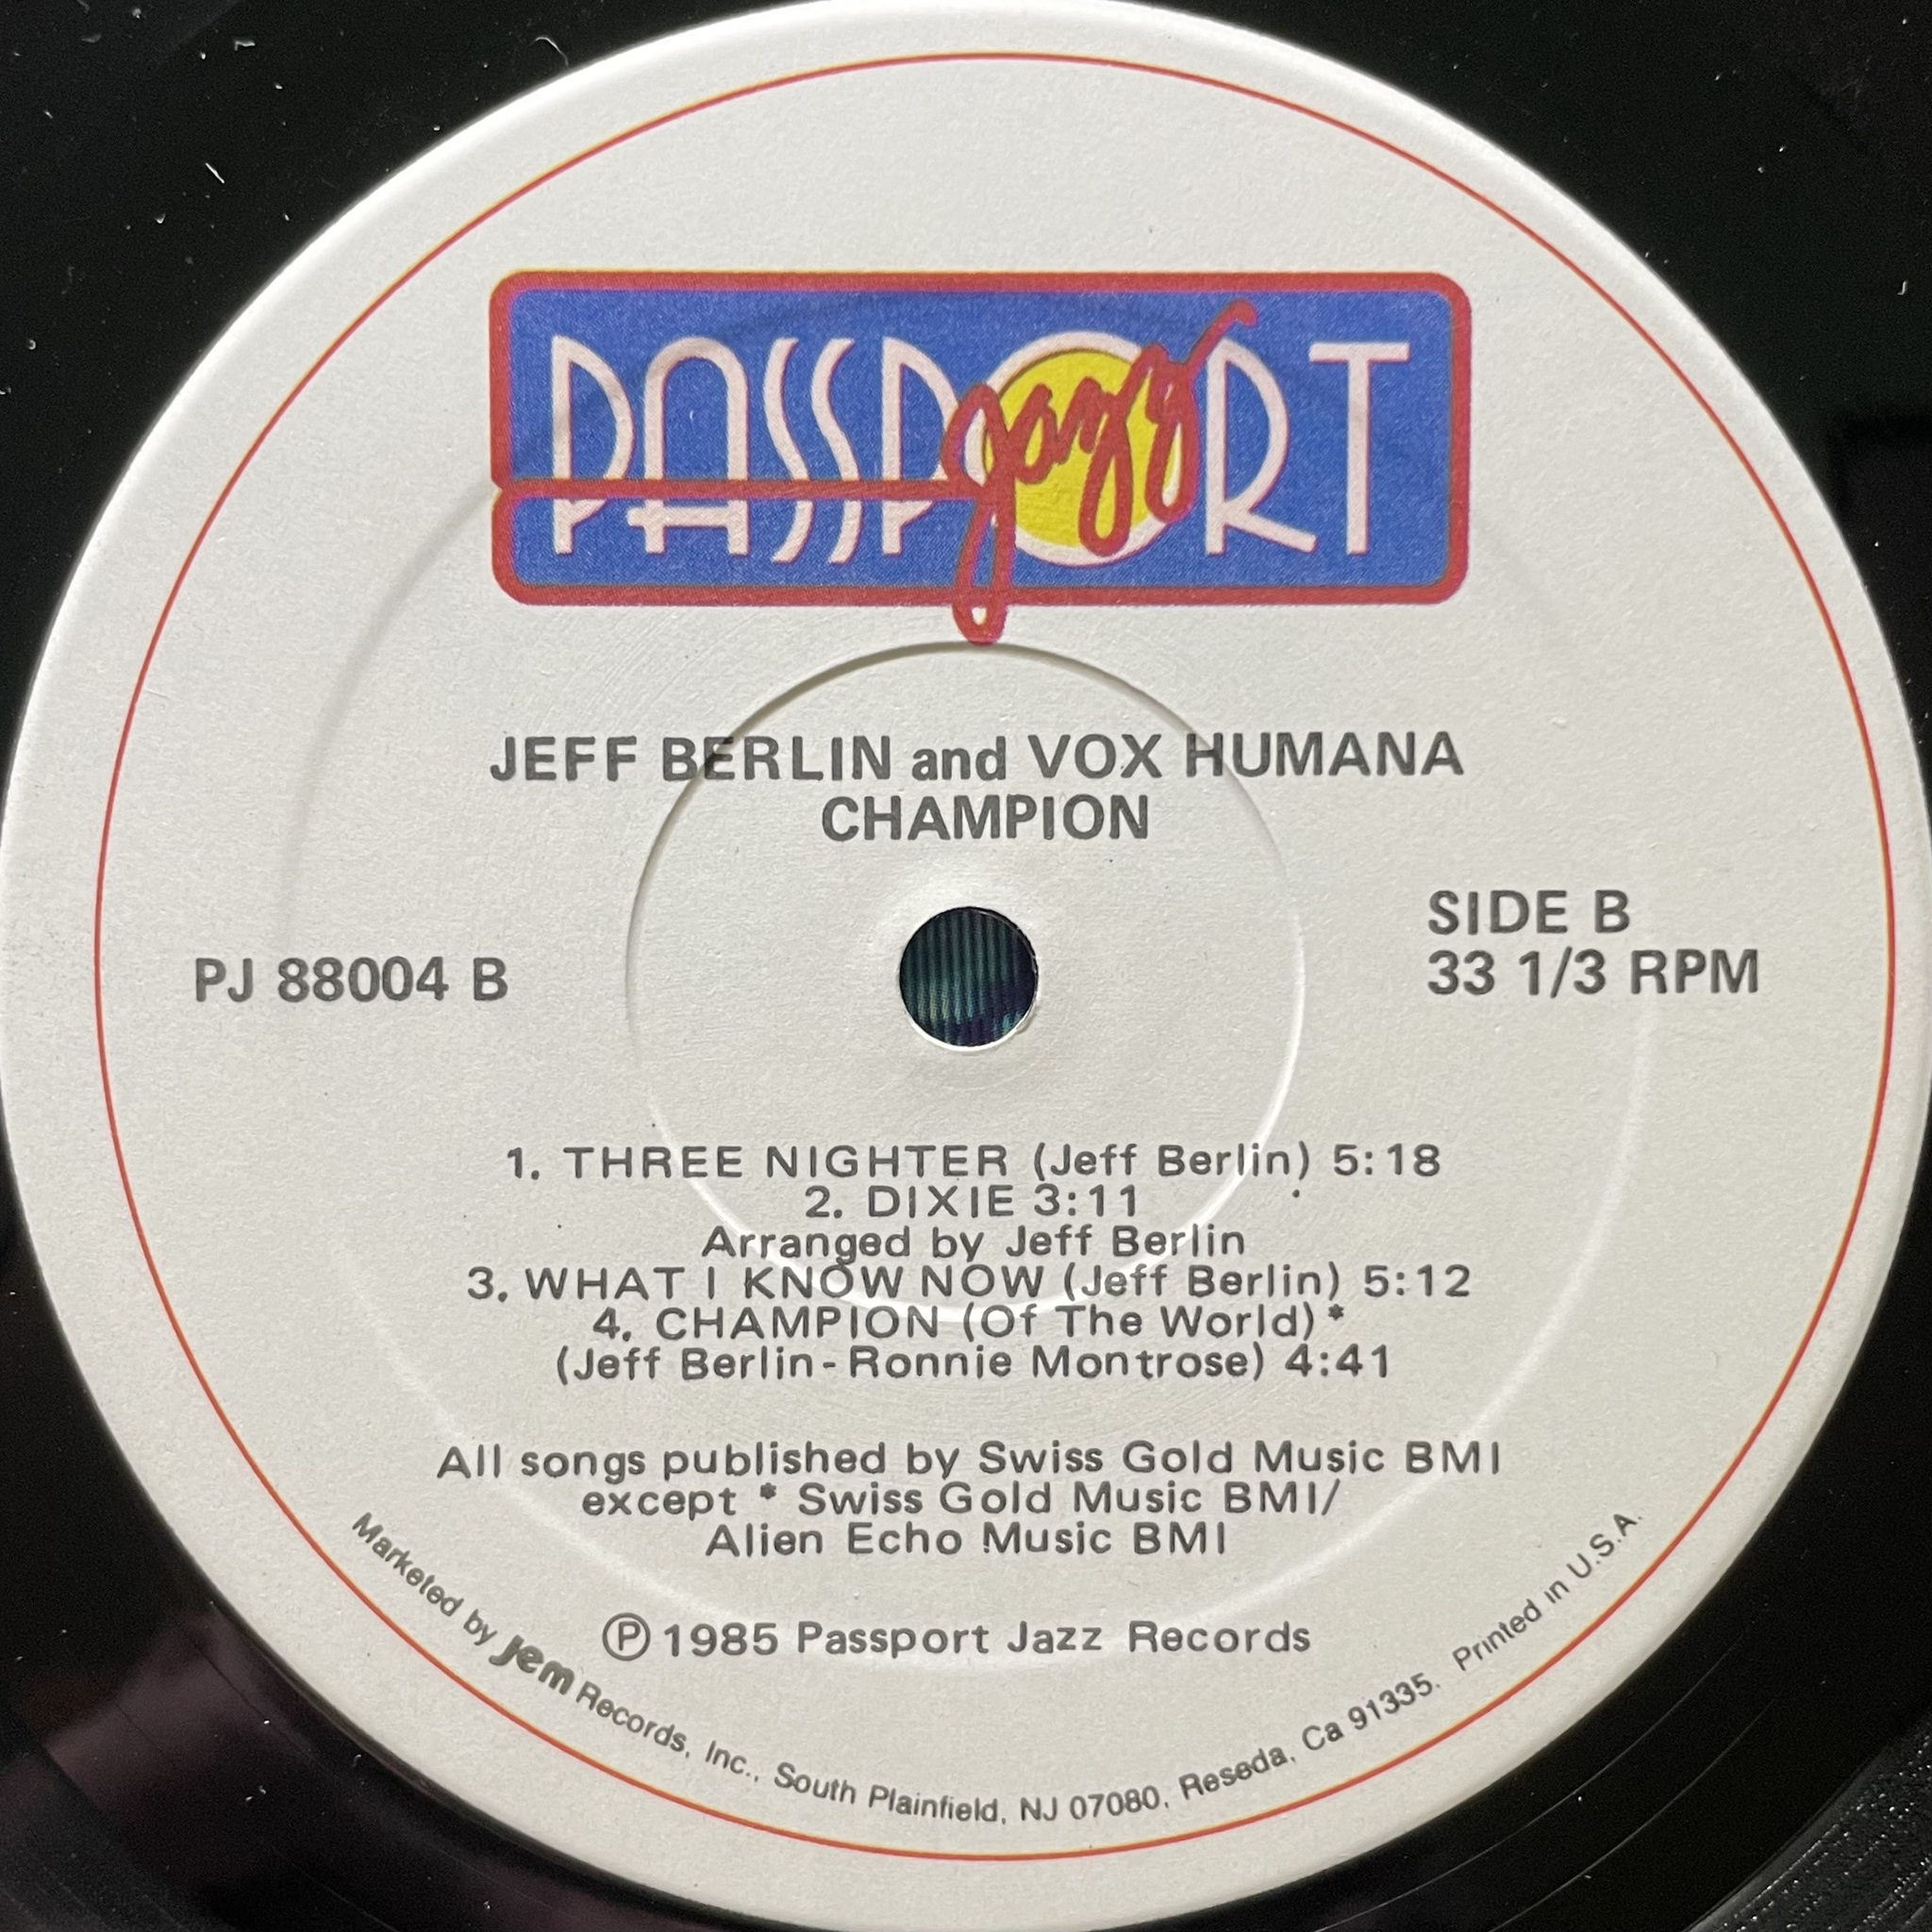 PASSPORT
jazz
JEFF BERLIN and VOX HUMANA
CHAMPION
SIDE B
PJ 88004 B
33 1/3 RPM
1. THREE NIGHTER (Jeff Berlin) 5:18
2. DIXIE 3:11
Arranged by Jeff Berlin
3. WHAT I KNOW NOW (Jeff Berlin) 5:12
4. CHAMPION (Of The World) *
(Jeff Berlin-Ronnie Montrose) 4:41
All songs published by Swiss Gold Music BMI
except * Swiss Gold Music BMI/
Alien Echo Music BMI
Ⓟ 1985 Passport Jazz Records
Marketed by Jem Records, Inc., South Plainfield, NJ 07080, Reseda, Ca 91335. Printed in U.S.A.